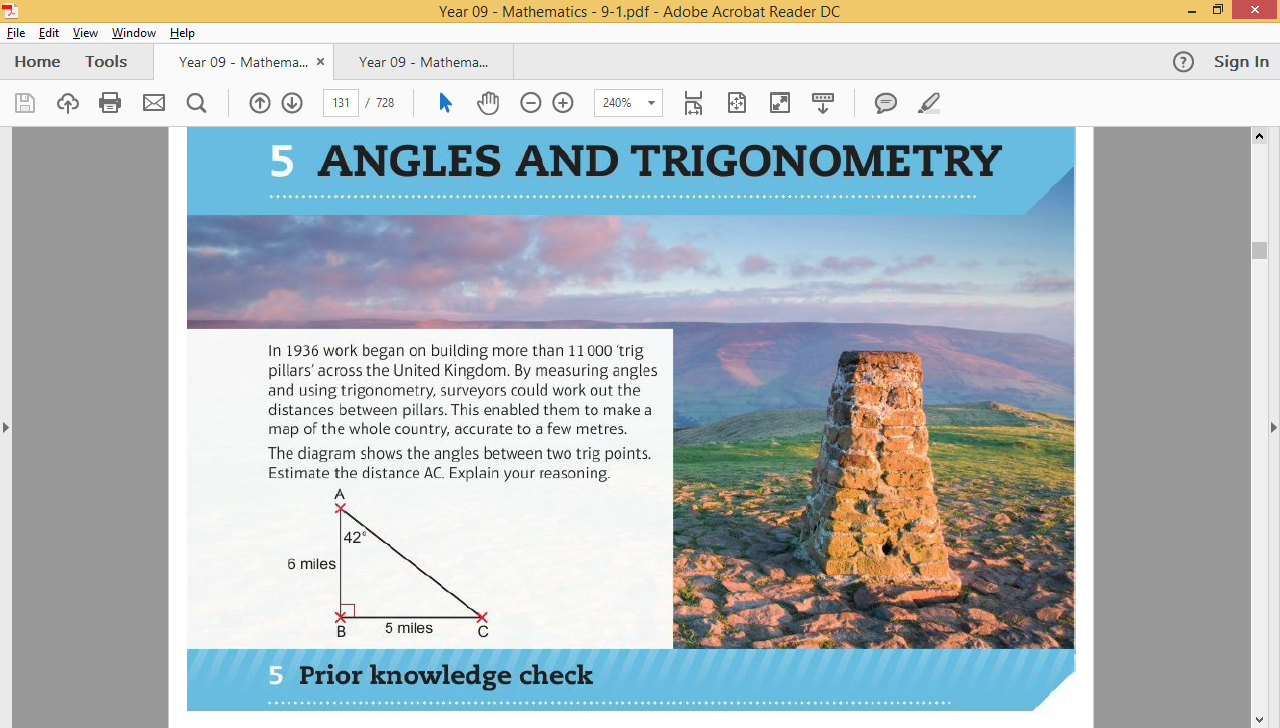 Year 09 - Mathematics - 9-1.pdf - Adobe Acrobat Reader DC
File Edit View Window Help
Home Tools Year 09 - Mathema... × Year 09 - Mathema... ? Sign In
131 / 728 240%
5 ANGLES AND TRIGONOMETRY
In 1936 work began on building more than 11 000 ‘trig
pillars’ across the United Kingdom. By measuring angles
and using trigonometry, surveyors could work out the
distances between pillars. This enabled them to make a
map of the whole country, accurate to a few metres.
The diagram shows the angles between two trig points.
Estimate the distance AC. Explain your reasoning.
A
42°
6 miles
B 5 miles C
5 Prior knowledge check